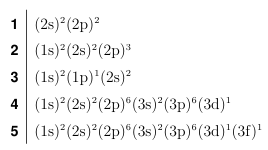 1 (2s)²(2p)²
2 (1s)²(2s)²(2p)³
3 (1s)²(1p)¹(2s)²
4 (1s)²(2s)²(2p)⁶(3s)²(3p)⁶(3d)¹
5 (1s)²(2s)²(2p)⁶(3s)²(3p)⁶(3d)¹(3f)¹